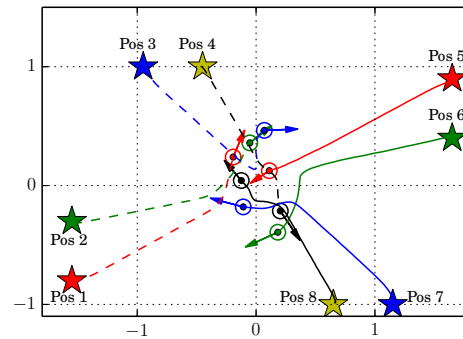 Pos 3
Pos 4
Pos 5
Pos 6
Pos 2
Pos 1
Pos 8
Pos 7
1
0
−1
−1
0
1